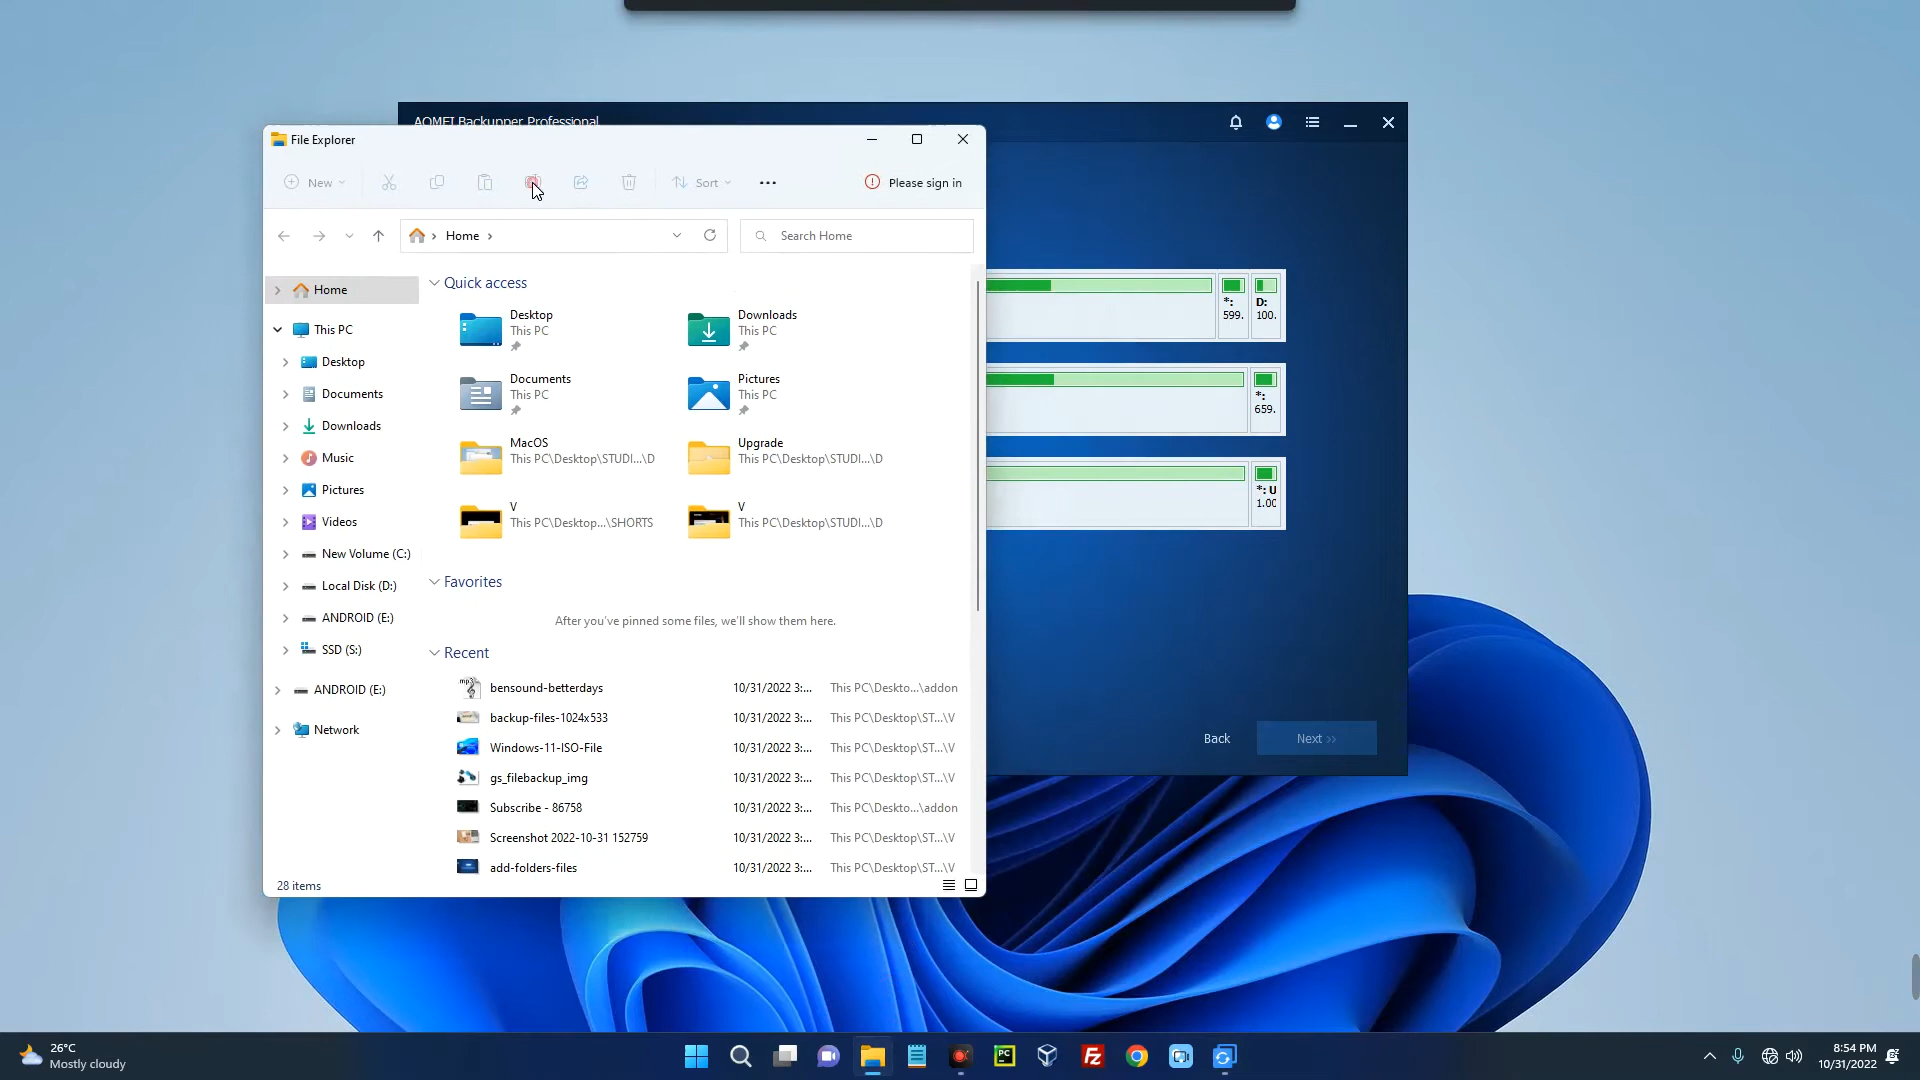 AOMEI Backupper Professional
File Explorer
New
Sort
Please sign in
Home
Search Home
Home
This PC
Desktop
Documents
Downloads
Music
Pictures
Videos
New Volume (C:)
Local Disk (D:)
ANDROID (E:)
SSD (S:)
ANDROID (E:)
Network
Quick access
Desktop
This PC
Downloads
This PC
Documents
This PC
Pictures
This PC
MacOS
This PC\Desktop\STUDI...\D
Upgrade
This PC\Desktop\STUDI...\D
V
This PC\Desktop...\SHORTS
V
This PC\Desktop\STUDI...\D
Favorites
After you've pinned some files, we'll show them here.
Recent
bensound-betterdays 10/31/2022 3:... This PC\Deskto...\addon
backup-files-1024x533 10/31/2022 3:... This PC\Desktop\ST...\V
Windows-11-ISO-File 10/31/2022 3:... This PC\Desktop\ST...\V
gs_filebackup_img 10/31/2022 3:... This PC\Desktop\ST...\V
Subscribe - 86758 10/31/2022 3:... This PC\Deskto...\addon
Screenshot 2022-10-31 152759 10/31/2022 3:... This PC\Desktop\ST...\V
add-folders-files 10/31/2022 3:... This PC\Desktop\ST...\V
28 items
*: D:
599. 100.
*:
659.
*: U
1.00
Back
Next >>
26°C
Mostly cloudy
PC
Fz
8:54 PM
10/31/2022